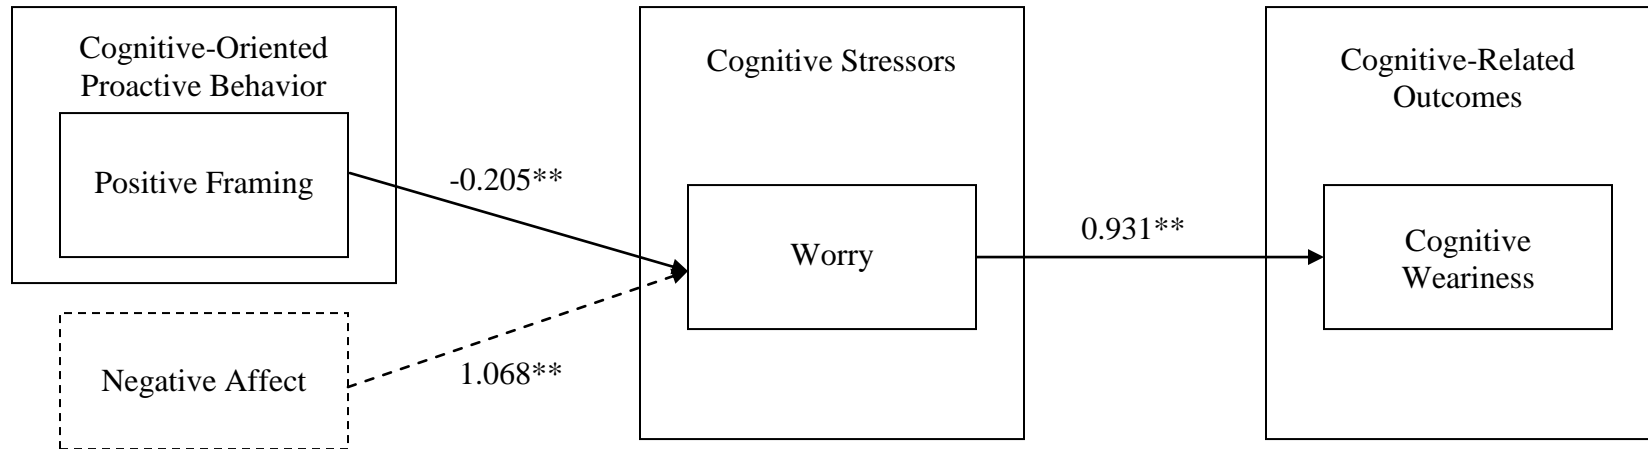 Cognitive-Oriented
Proactive Behavior
Positive Framing
Negative Affect
-0.205**
1.068**
Cognitive Stressors
Worry
0.931**
Cognitive-Related
Outcomes
Cognitive
Weariness